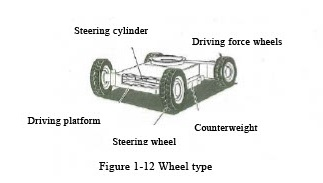 Steering cylinder
Driving force wheels
Driving platform
Counterweight
Steering wheel
Figure 1-12 Wheel type